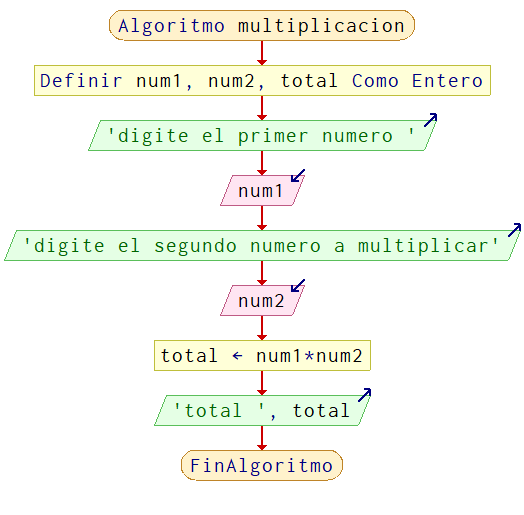 Algoritmo multiplicacion
Definir num1, num2, total Como Entero
'digite el primer numero '
num1
'digite el segundo numero a multiplicar'
num2
total ← num1*num2
'total ', total
FinAlgoritmo